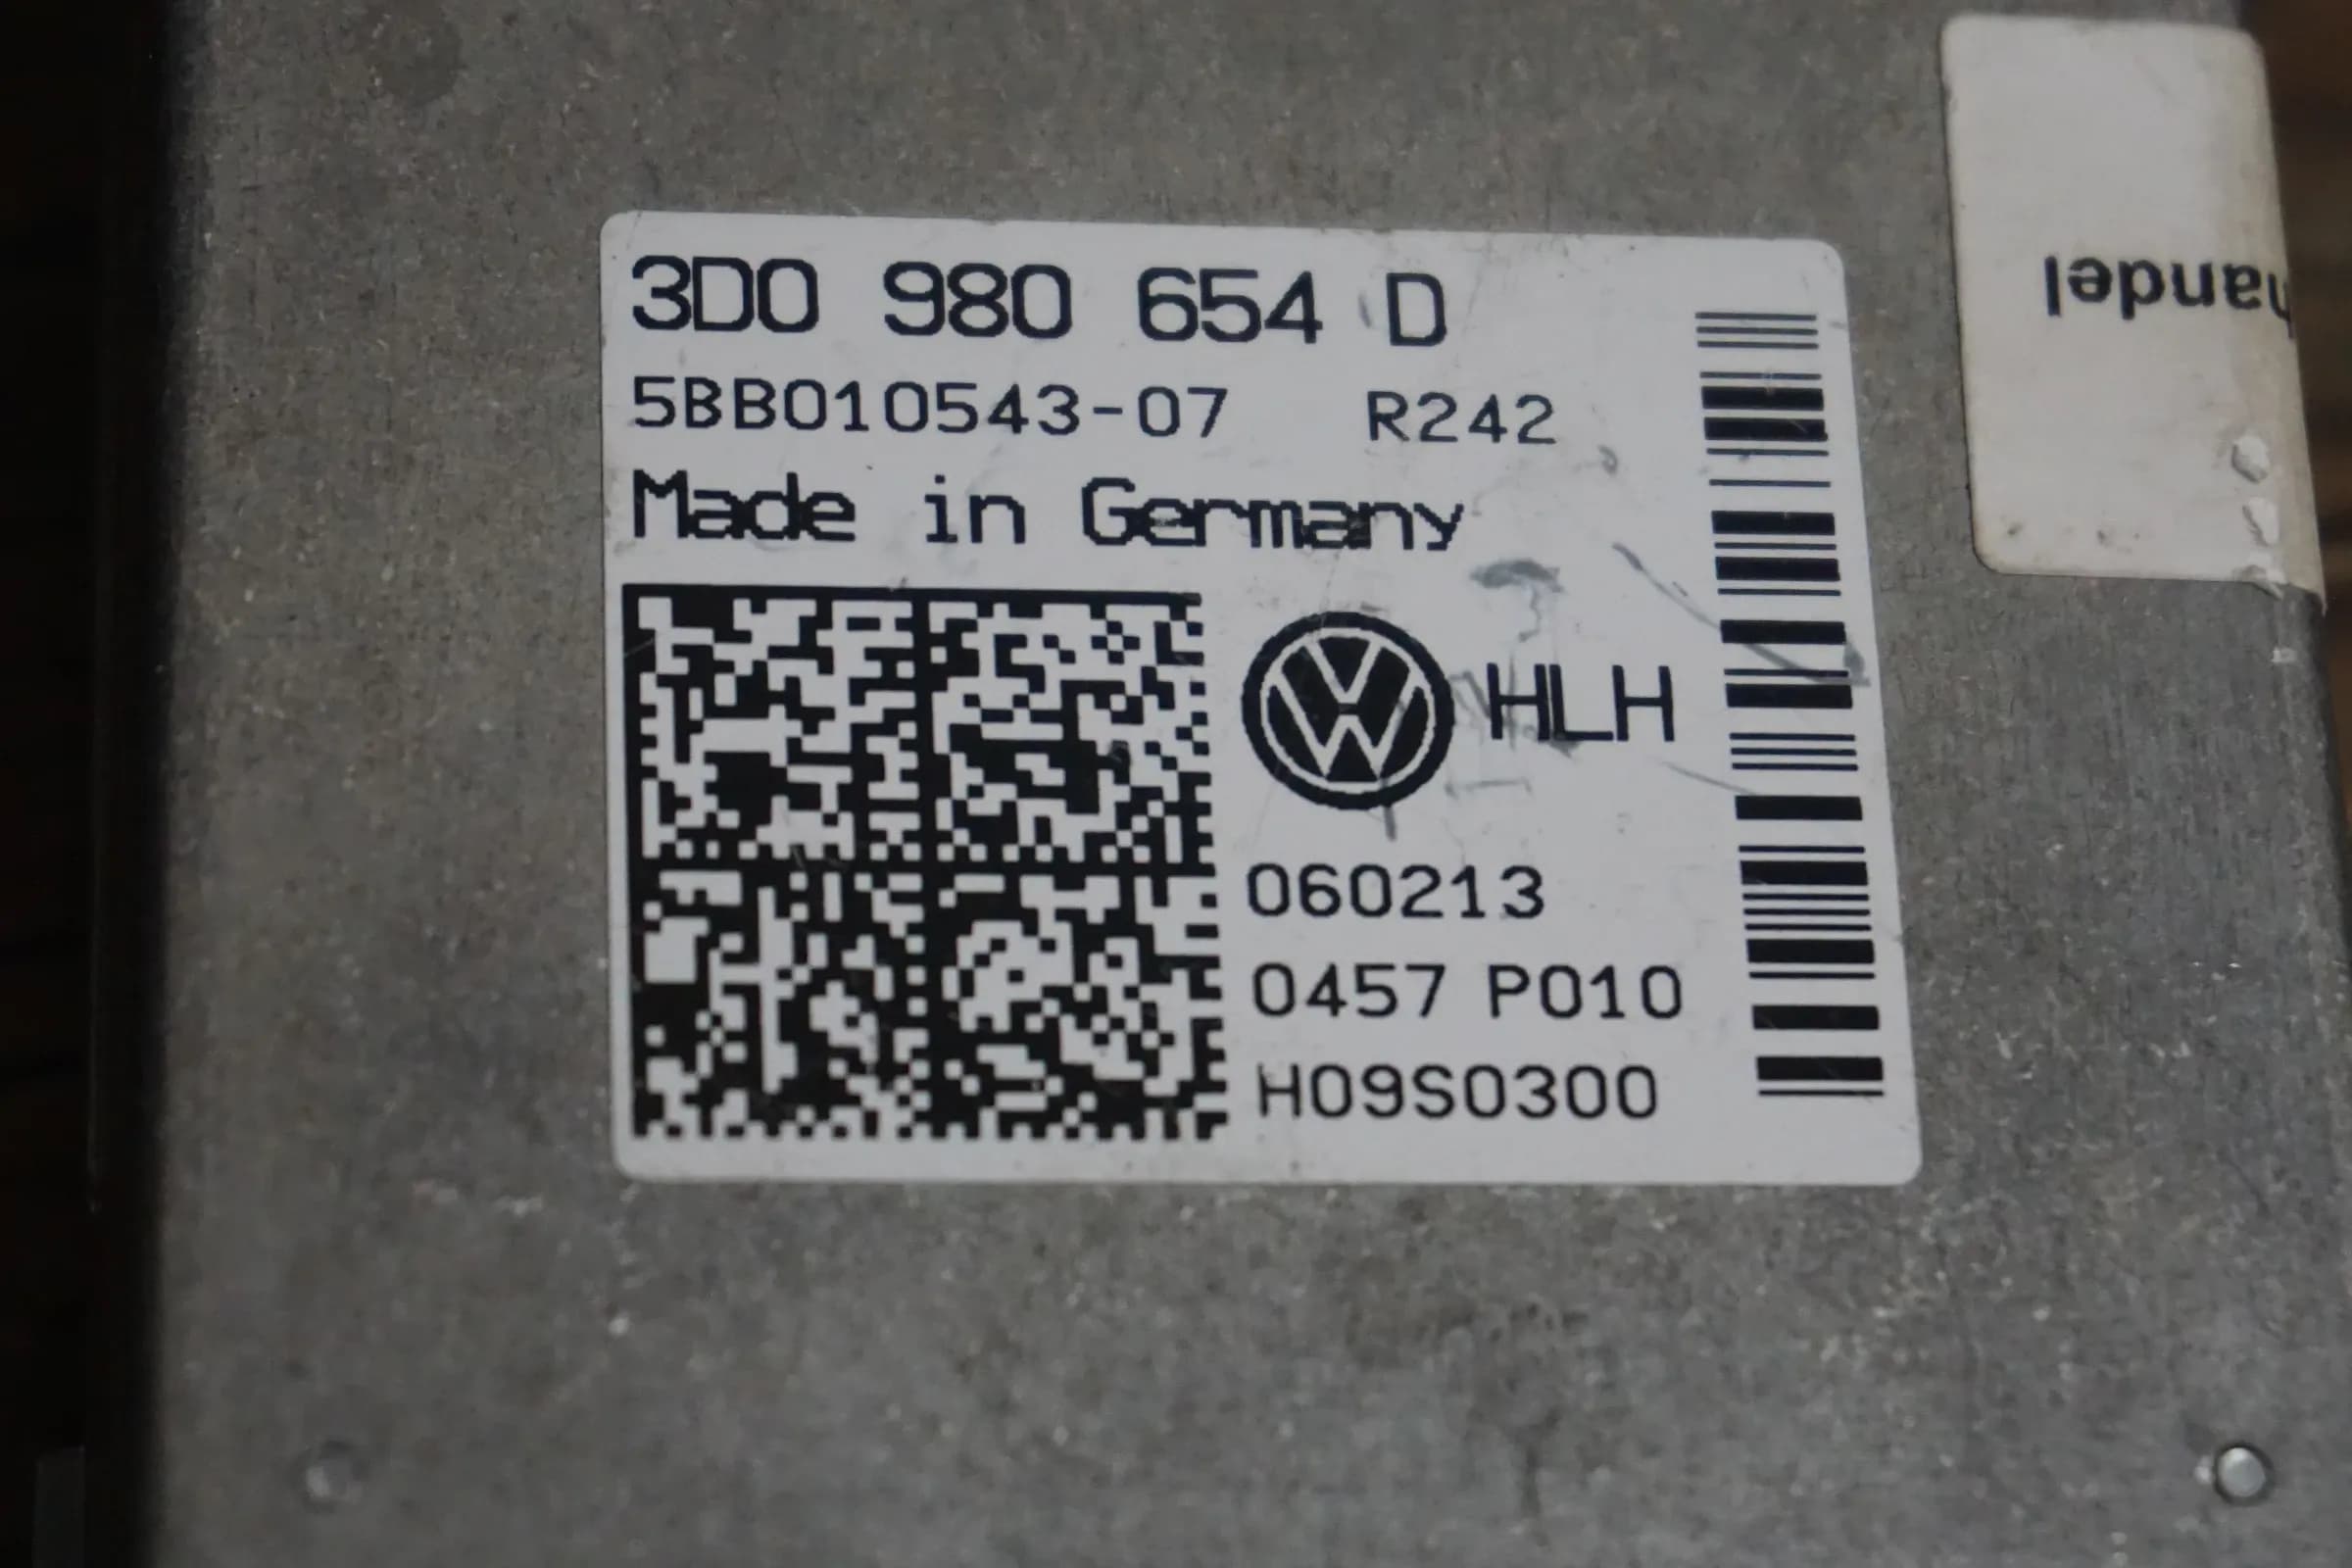 3D0 980 654 D
5BB010543-07 R242
Made in Germany
HLH
060213
0457 P010
H09S0300
handel